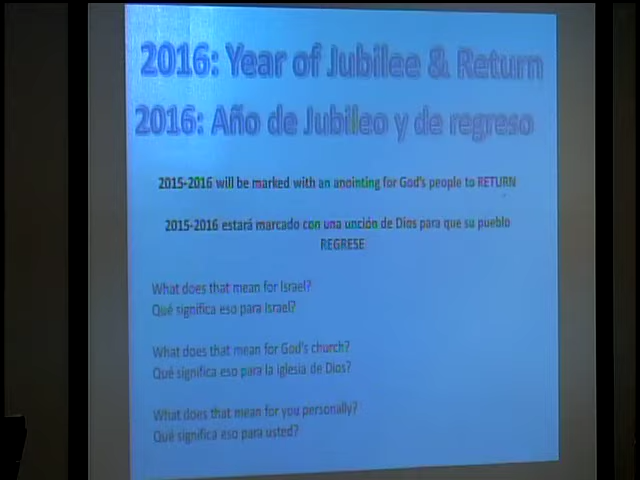 2016: Year of Jubilee & Return
2016: Año de Jubileo y de regreso
2015-2016 will be marked with an anointing for God's people to RETURN
2015-2016 estará marcado con una unción de Dios para que su pueblo
REGRESE
What does that mean for Israel?
Qué significa eso para Israel?
What does that mean for God's church?
Qué significa eso para la iglesia de Dios?
What does that mean for you personally?
Qué significa eso para usted?